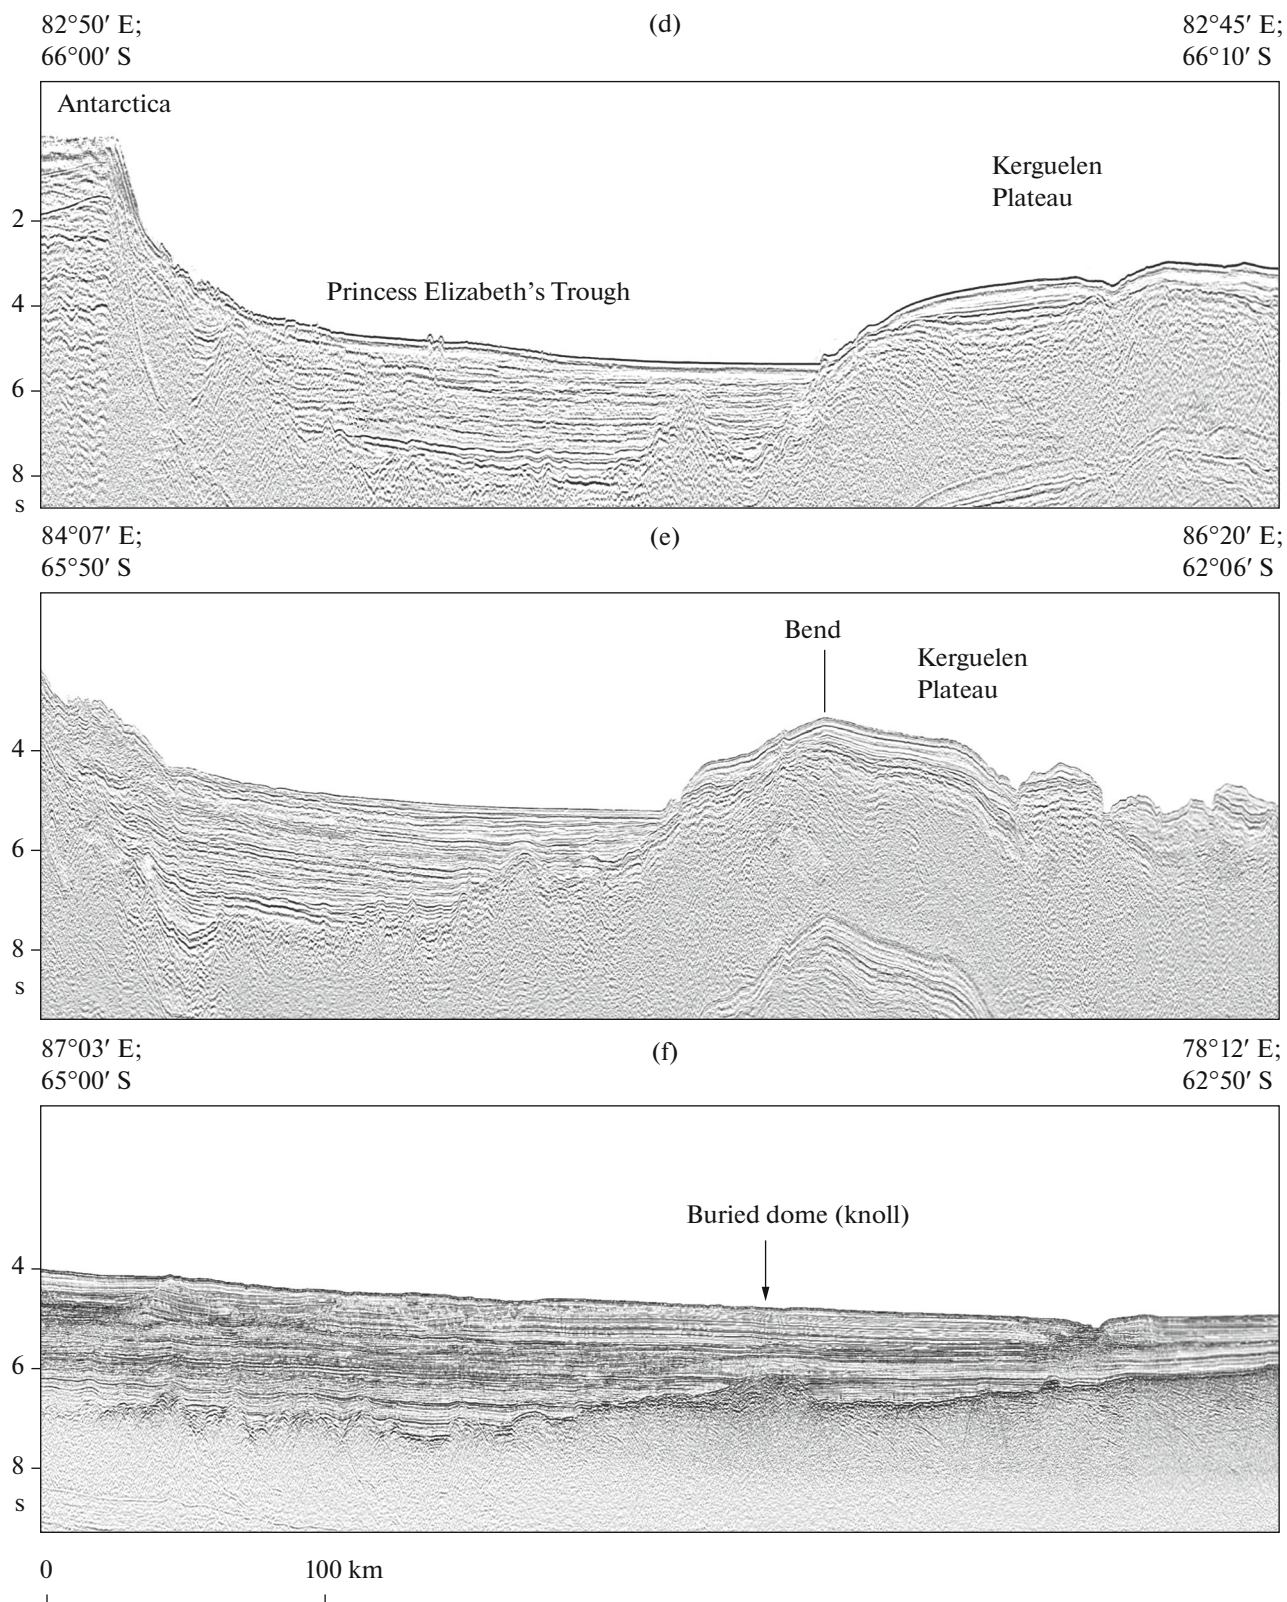 82°50′ E;
66°00′ S
(d)
82°45′ E;
66°10′ S
Antarctica
Kerguelen
Plateau
Princess Elizabeth's Trough
2
4
6
8
s
84°07′ E;
65°50′ S
(e)
86°20′ E;
62°06′ S
Bend
Kerguelen
Plateau
4
6
8
s
87°03′ E;
65°00′ S
(f)
78°12′ E;
62°50′ S
Buried dome (knoll)
4
6
8
s
0
100 km